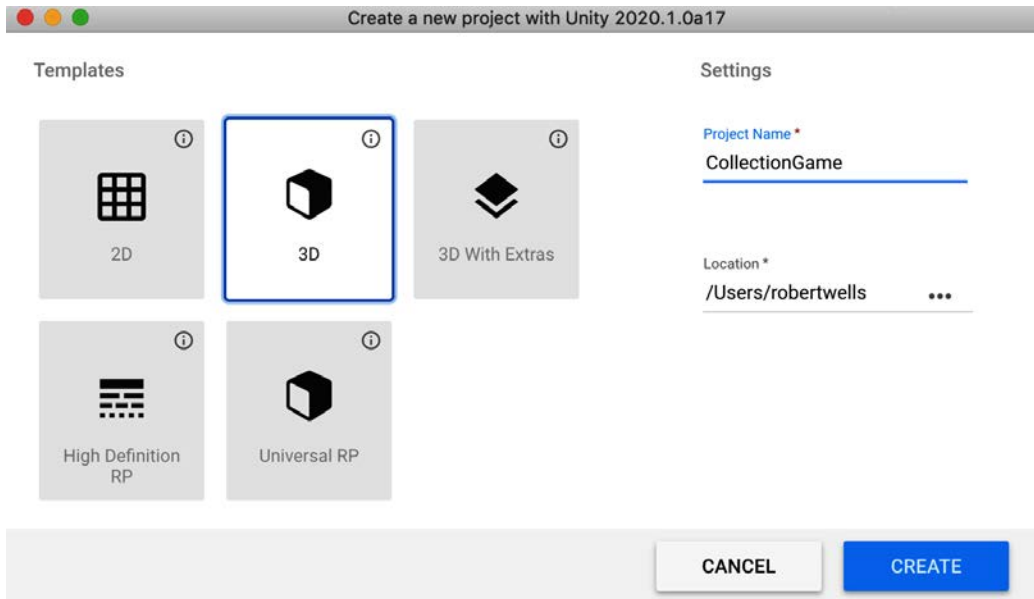 Create a new project with Unity 2020.1.0a17
Templates
2D
3D
3D With Extras
High Definition
RP
Universal RP
Settings
Project Name *
CollectionGame
Location *
/Users/robertwells
CANCEL
CREATE